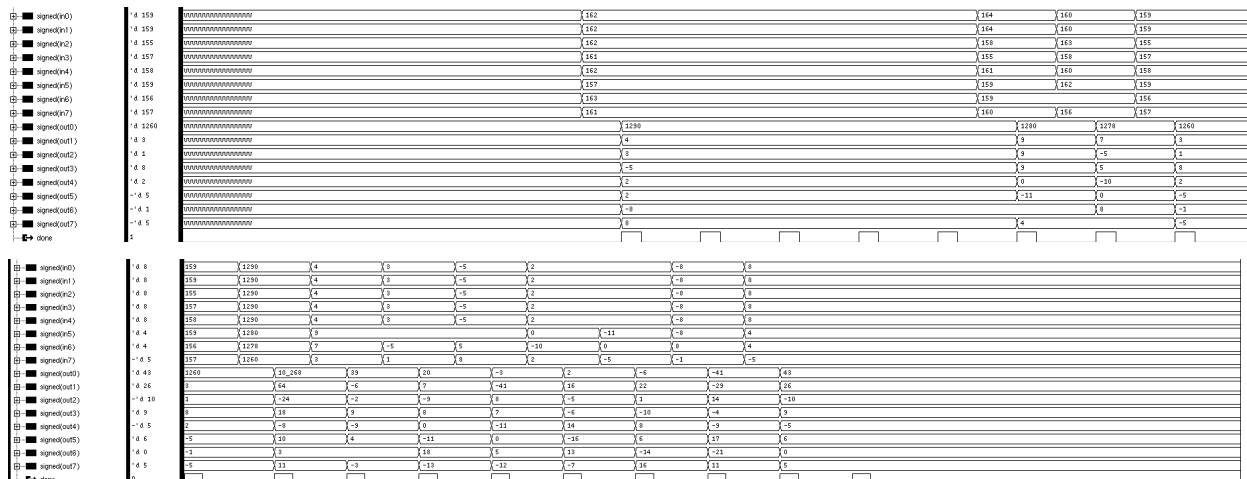 signed(in0) 'd 159 162 164 160 159
signed(in1) 'd 159 162 164 160 159
signed(in2) 'd 155 162 158 163 155
signed(in3) 'd 157 161 155 158 157
signed(in4) 'd 158 162 161 160 158
signed(in5) 'd 159 157 159 162 159
signed(in6) 'd 156 163 159 156
signed(in7) 'd 157 161 160 156 157
signed(out0) 'd 1260 1290 1280 1278 1260
signed(out1) 'd 3 4 9 7 3
signed(out2) 'd 1 3 9 -5 1
signed(out3) 'd 8 -5 9 5 8
signed(out4) 'd 2 2 0 -10 2
signed(out5) -'d 5 2 -11 0 -5
signed(out6) -'d 1 -8 8 -1
signed(out7) -'d 5 8 4 -5
done 1
signed(in0) 'd 8 159 1290 4 3 -5 2 -8 8
signed(in1) 'd 8 159 1290 4 3 -5 2 -8 8
signed(in2) 'd 8 155 1290 4 3 -5 2 -8 8
signed(in3) 'd 8 157 1290 4 3 -5 2 -8 8
signed(in4) 'd 8 158 1290 4 3 -5 2 -8 8
signed(in5) 'd 4 159 1280 9 0 -11 -8 4
signed(in6) 'd 4 156 1278 7 -5 5 -10 0 8 4
signed(in7) -'d 5 157 1260 3 1 8 2 -5 -1 -5
signed(out0) 'd 43 1260 10_268 39 20 -3 2 -6 -41 43
signed(out1) 'd 26 3 64 -6 7 -41 16 22 -29 26
signed(out2) -'d 10 1 -24 -2 -9 8 -5 1 14 -10
signed(out3) 'd 9 8 18 9 8 7 -6 -10 -4 9
signed(out4) -'d 5 2 -8 -9 0 -11 14 8 -9 -5
signed(out5) 'd 6 -5 10 4 -11 0 -16 6 17 6
signed(out6) 'd 0 -1 3 18 5 13 -14 -21 0
signed(out7) 'd 5 -5 11 -3 -13 -12 -7 16 11 5